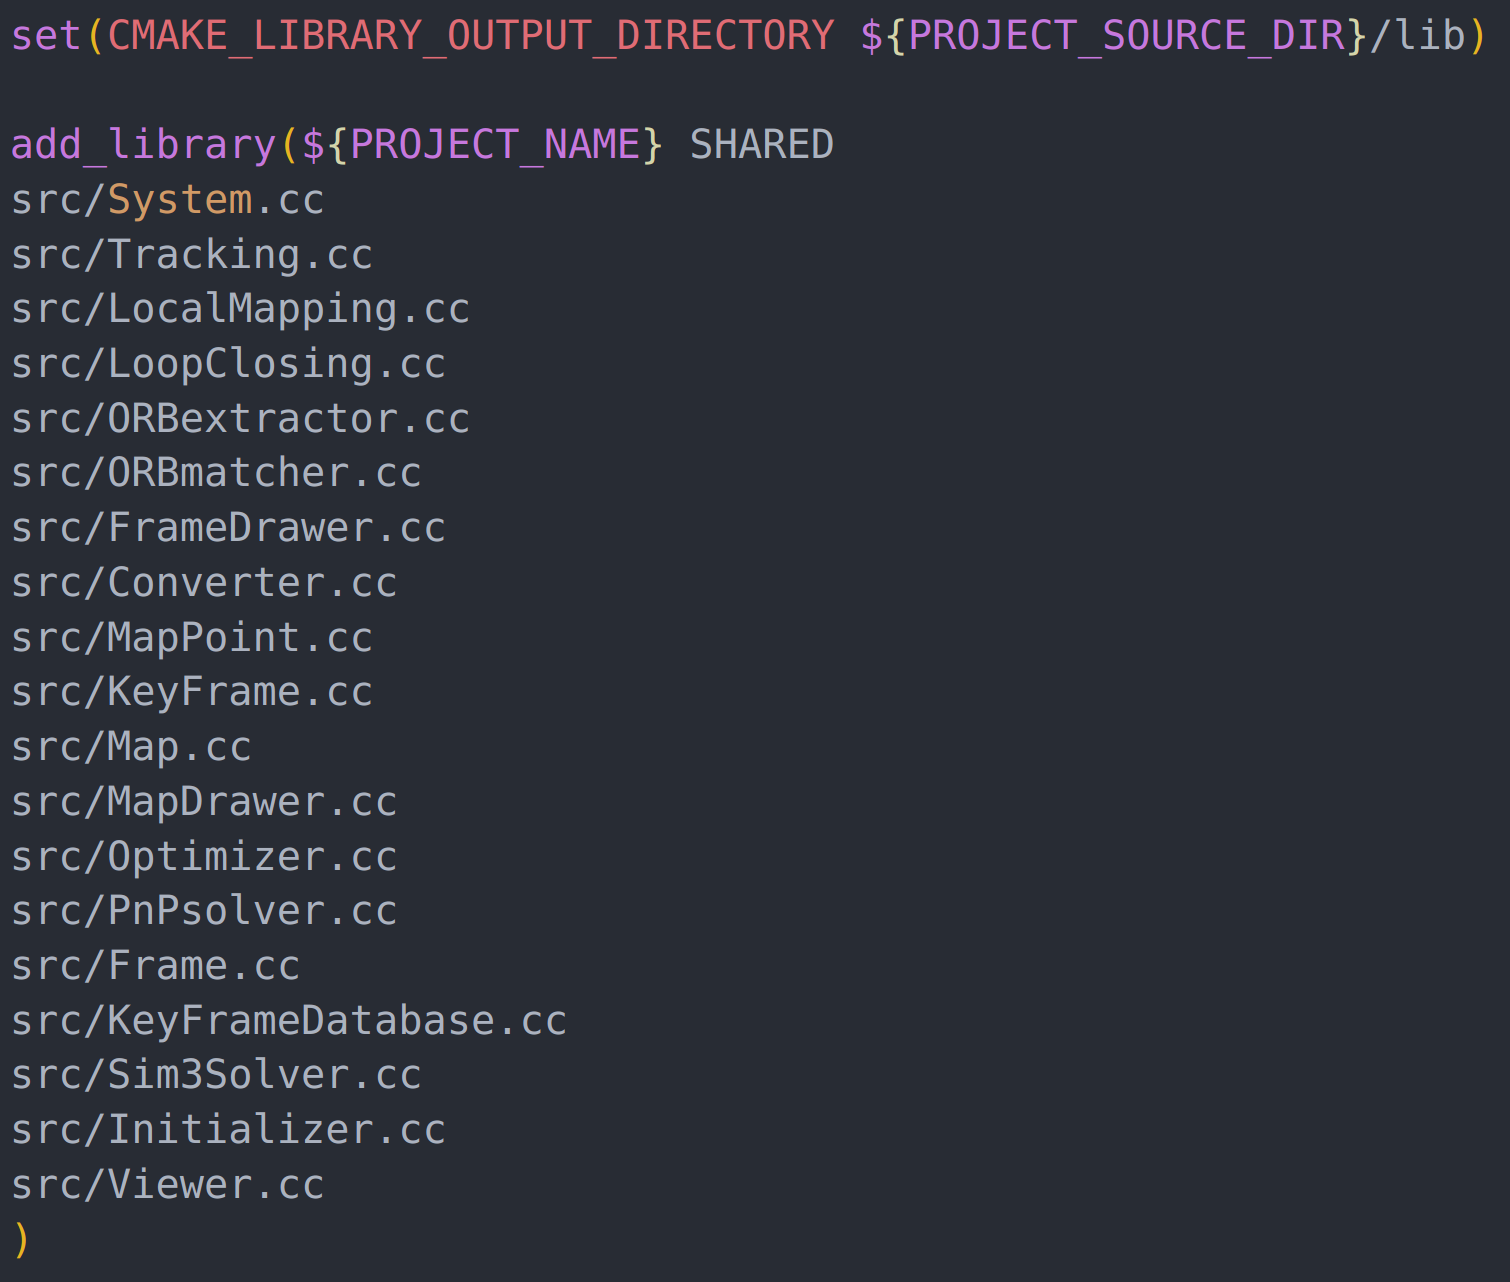 set(CMAKE_LIBRARY_OUTPUT_DIRECTORY ${PROJECT_SOURCE_DIR}/lib)
add_library(${PROJECT_NAME} SHARED
src/System.cc
src/Tracking.cc
src/LocalMapping.cc
src/LoopClosing.cc
src/ORBextractor.cc
src/ORBmatcher.cc
src/FrameDrawer.cc
src/Converter.cc
src/MapPoint.cc
src/KeyFrame.cc
src/Map.cc
src/MapDrawer.cc
src/Optimizer.cc
src/PnPsolver.cc
src/Frame.cc
src/KeyFrameDatabase.cc
src/Sim3Solver.cc
src/Initializer.cc
src/Viewer.cc
)